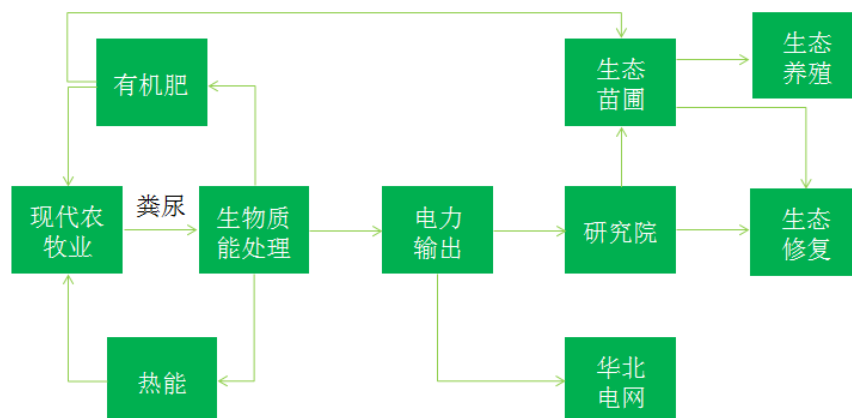 有机肥
生态
苗圃
生态
养殖
现代农
牧业
粪尿
生物质
能处理
电力
输出
研究院
生态
修复
热能
华北
电网